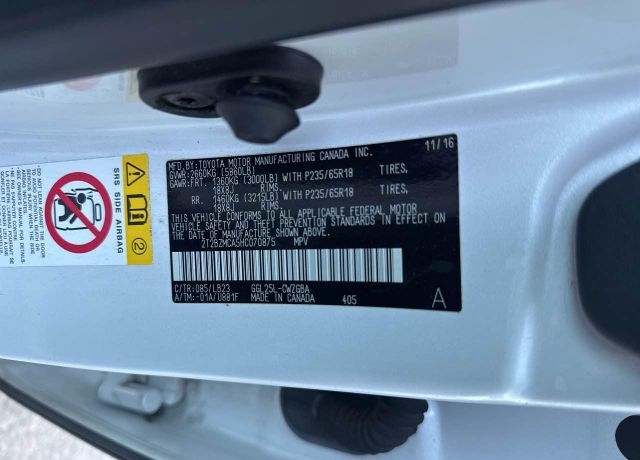 MFD.BY:TOYOTA MOTOR MANUFACTURING CANADA INC. 11/16
GVWR:2660KG (5860LB)
GAWR:FRT. 1360KG (3000LB) WITH P235/65R18 TIRES,
18X8J RIMS.
RR. 1460KG (3215LB) WITH P235/65R18 TIRES,
18X8J RIMS.
THIS VEHICLE CONFORMS TO ALL APPLICABLE FEDERAL MOTOR
VEHICLE SAFETY AND THEFT PREVENTION STANDARDS IN EFFECT
ON THE DATE OF MANUFACTURE SHOWN ABOVE.
2T2BZMCA5HC070875 MPV
C/TR:085/LB23 GGL25L-CWZGBA
A/TM:-01A/U881F MADE IN CANADA 405
A
SRS SIDE AIRBAG
2